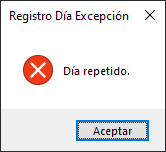 Registro Día Excepción
Día repetido.
Aceptar